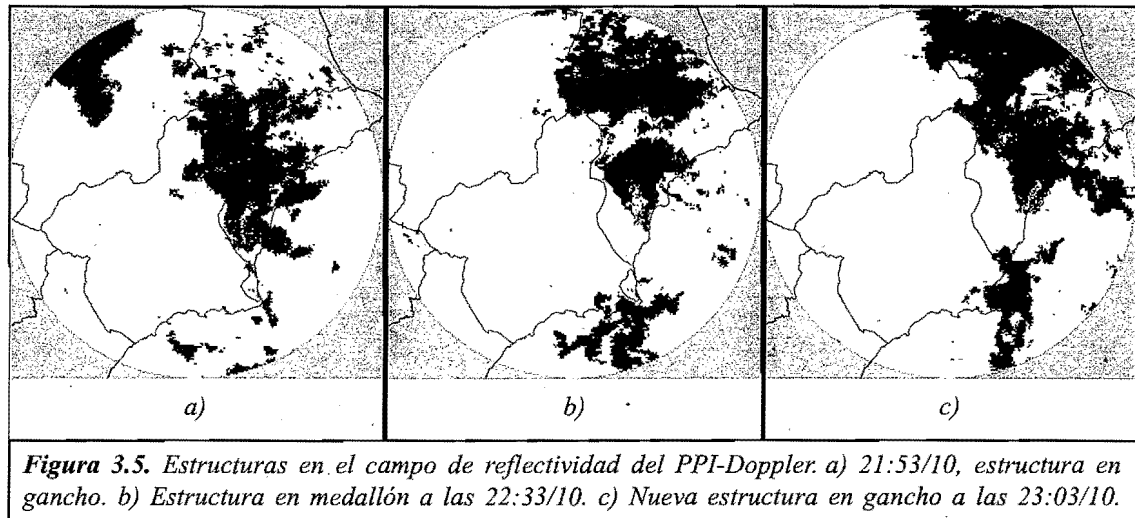 a)
b)
c)
Figura 3.5. Estructuras en el campo de reflectividad del PPI-Doppler. a) 21:53/10, estructura en
gancho. b) Estructura en medallón a las 22:33/10. c) Nueva estructura en gancho a las 23:03/10.